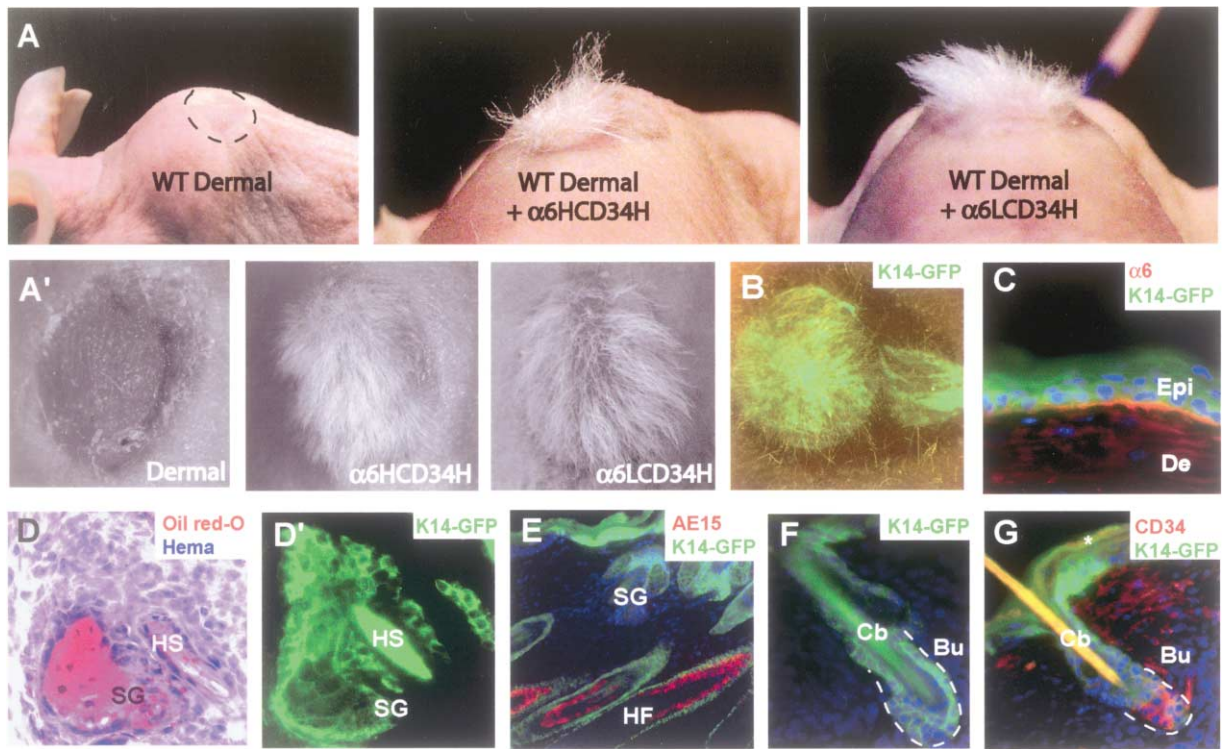 A
WT Dermal
WT Dermal
+ α6HCD34H
WT Dermal
+ α6LCD34H
A'
Dermal
α6HCD34H
α6LCD34H
B
K14-GFP
C
α6
K14-GFP
Epi
De
D
Oil red-O
Hema
HS
SG
D'
K14-GFP
HS
SG
E
AE15
K14-GFP
SG
HF
F
K14-GFP
Cb
Bu
G
CD34
K14-GFP
*
Cb
Bu